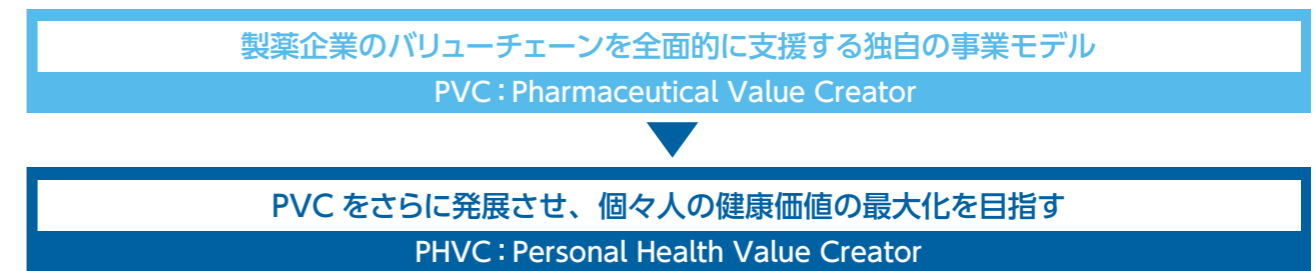 製薬企業のバリューチェーンを全面的に支援する独自の事業モデル
PVC：Pharmaceutical Value Creator
PVC をさらに発展させ、個々人の健康価値の最大化を目指す
PHVC：Personal Health Value Creator